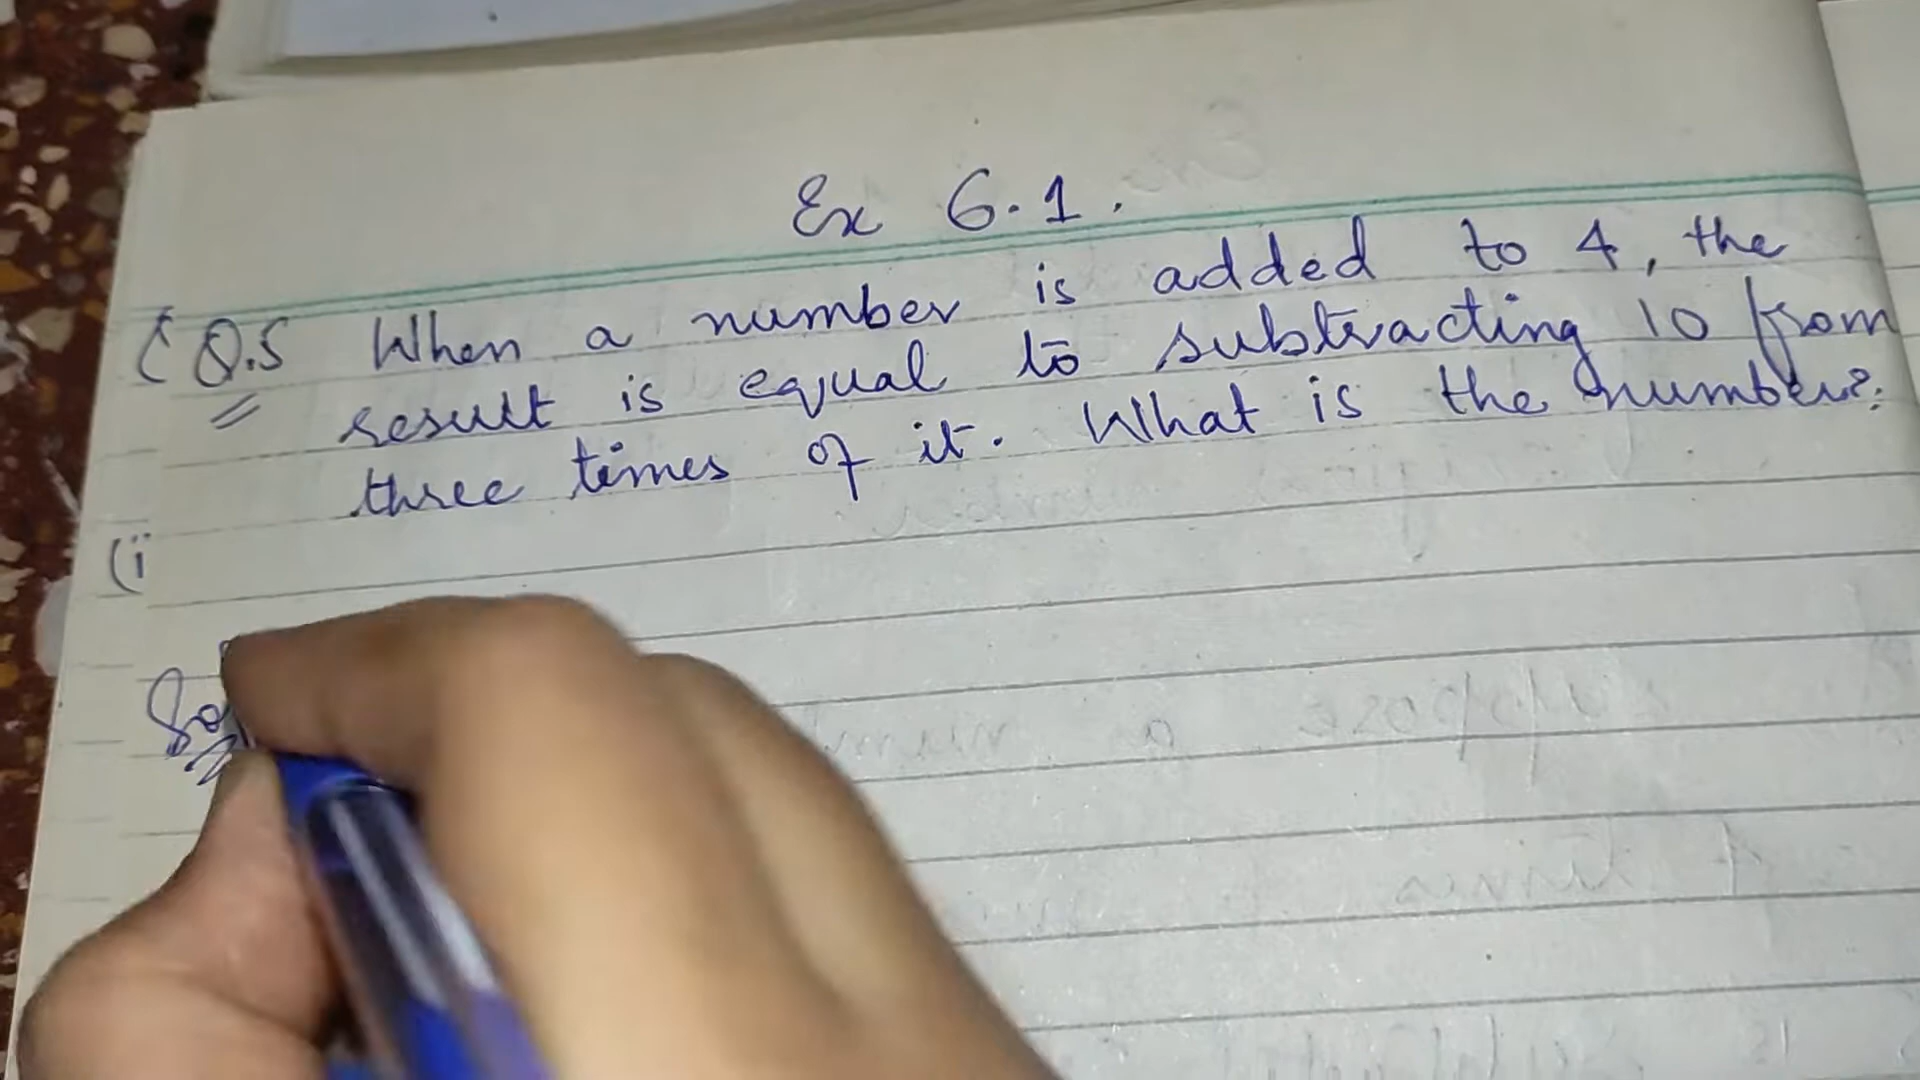 Ex 6.1.
Q.5 When a number is added to 4, the
result is equal to subtracting 10 from
three times of it. What is the number?
(i
Sol